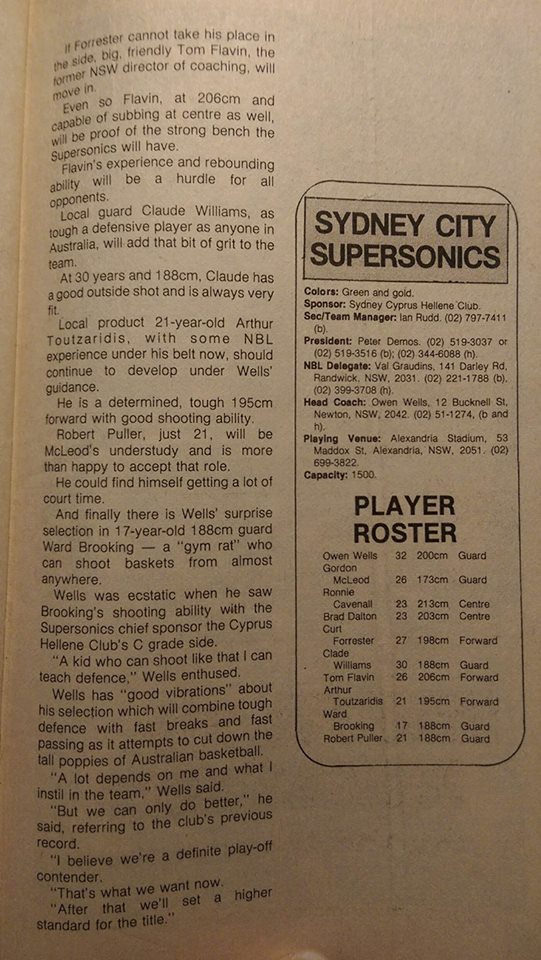 If Forrester cannot take his place in
the side, big, friendly Tom Flavin, the
former NSW director of coaching, will
move in.
Even so Flavin, at 206cm and
capable of subbing at centre as well,
will be proof of the strong bench the
Supersonics will have.
Flavin's experience and rebounding
ability will be a hurdle for all
opponents.
Local guard Claude Williams, as
tough a defensive player as anyone in
Australia, will add that bit of grit to the
team.
At 30 years and 188cm, Claude has
a good outside shot and is always very
fit.
Local product 21-year-old Arthur
Toutzaridis, with some NBL
experience under his belt now, should
continue to develop under Wells'
guidance.
He is a determined, tough 195cm
forward with good shooting ability.
Robert Puller, just 21, will be
McLeod's understudy and is more
than happy to accept that role.
He could find himself getting a lot of
court time.
And finally there is Wells' surprise
selection in 17-year-old 188cm guard
Ward Brooking — a "gym rat" who
can shoot baskets from almost
anywhere.
Wells was ecstatic when he saw
Brooking's shooting ability with the
Supersonics chief sponsor the Cyprus
Hellene Club's C grade side.
"A kid who can shoot like that I can
teach defence," Wells enthused.
Wells has "good vibrations" about
his selection which will combine tough
defence with fast breaks and fast
passing as it attempts to cut down the
tall poppies of Australian basketball.
"A lot depends on me and what I
instil in the team," Wells said.
"But we can only do better," he
said, referring to the club's previous
record.
"I believe we're a definite play-off
contender.
"That's what we want now.
"After that we'll set a higher
standard for the title."
SYDNEY CITY
SUPERSONICS
Colors: Green and gold.
Sponsor: Sydney Cyprus Hellene Club.
Sec/Team Manager: Ian Rudd. (02) 797-7411
(b).
President: Peter Demos. (02) 519-3037 or
(02) 519-3516 (b); (02) 344-6088 (h).
NBL Delegate: Val Graudins, 141 Darley Rd,
Randwick, NSW, 2031. (02) 221-1788 (b),
(02) 399-3708 (h).
Head Coach: Owen Wells, 12 Bucknell St,
Newton, NSW, 2042. (02) 51-1274, (b and
h).
Playing Venue: Alexandria Stadium, 53
Maddox St, Alexandria, NSW, 2051. (02)
699-3822.
Capacity: 1500.
PLAYER
ROSTER
Owen Wells 32 200cm Guard
Gordon
McLeod 26 173cm Guard
Ronnie
Cavenall 23 213cm Centre
Brad Dalton 23 203cm Centre
Curt
Forrester 27 198cm Forward
Clade
Williams 30 188cm Guard
Tom Flavin 26 206cm Forward
Arthur
Toutzaridis 21 195cm Forward
Ward
Brooking 17 188cm Guard
Robert Puller 21 188cm Guard